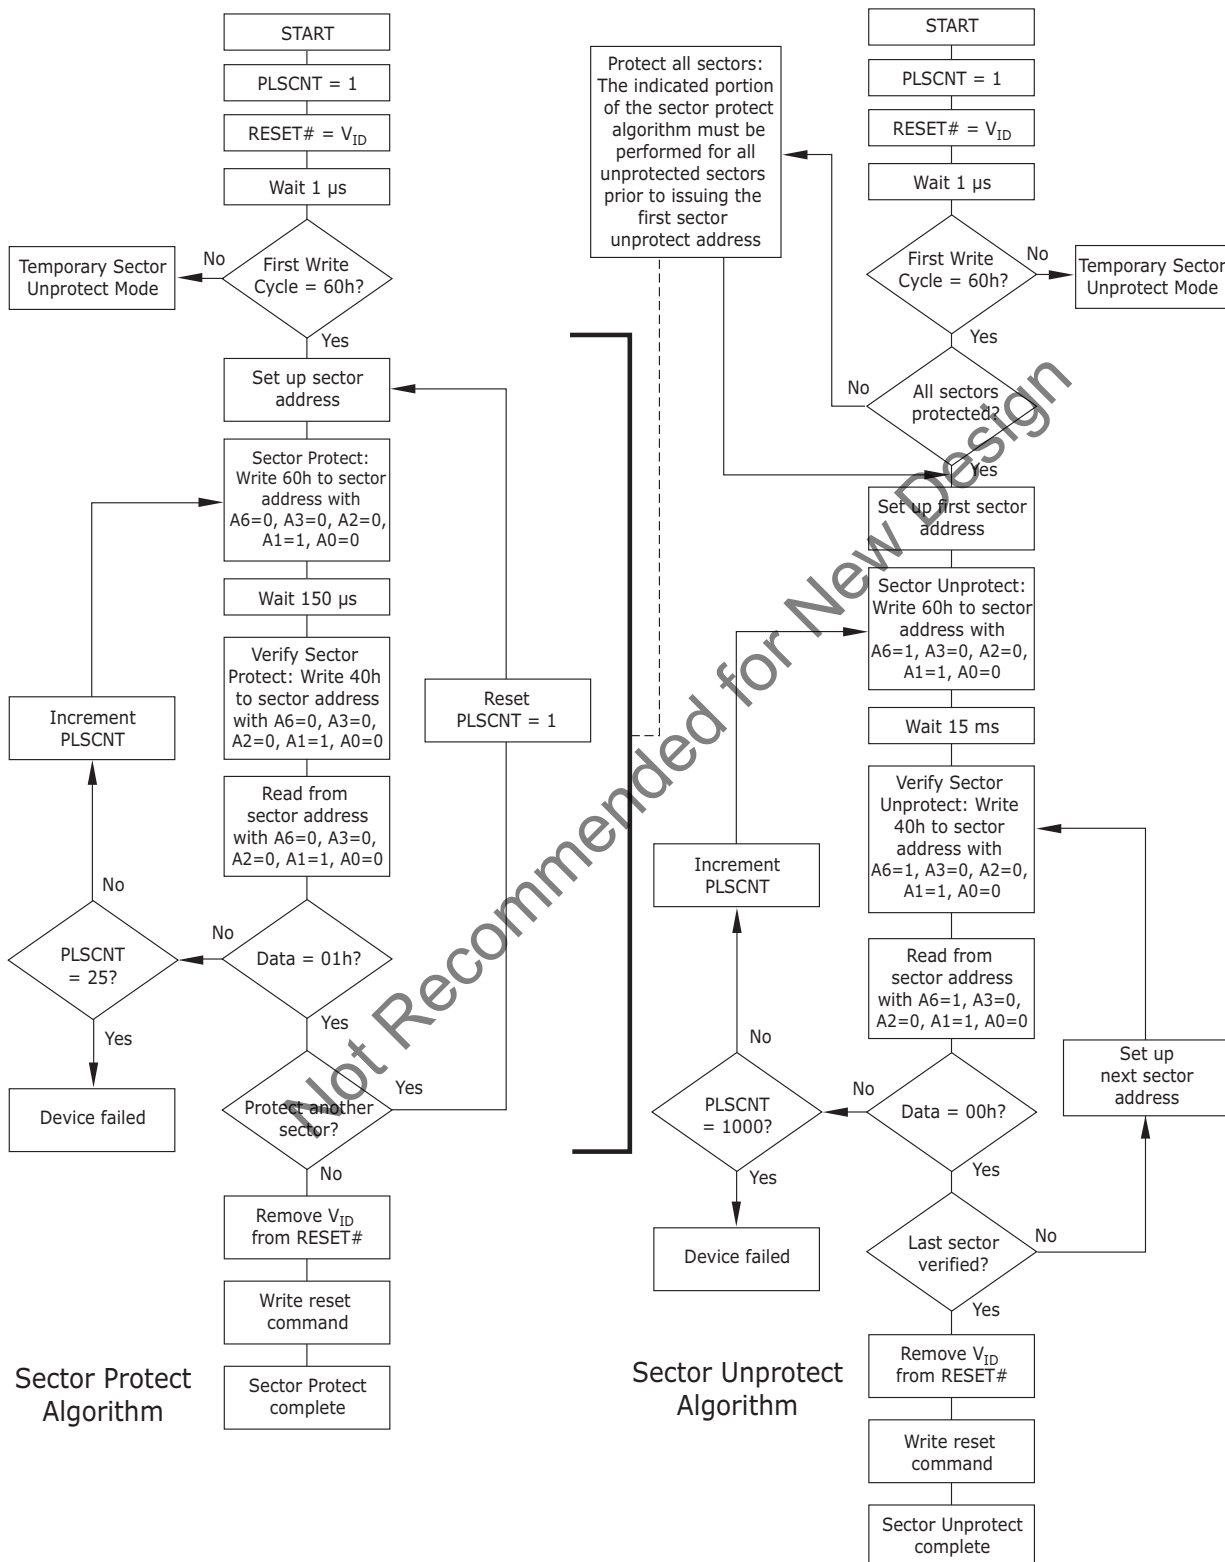 START
PLSCNT = 1
RESET# = VID
Wait 1 μs
First Write
Cycle = 60h?
No
Temporary Sector
Unprotect Mode
Yes
Set up sector
address
Sector Protect:
Write 60h to sector
address with
A6=0, A3=0, A2=0,
A1=1, A0=0
Wait 150 μs
Verify Sector
Protect: Write 40h
to sector address
with A6=0, A3=0,
A2=0, A1=1, A0=0
Reset
PLSCNT = 1
Increment
PLSCNT
Read from
sector address
with A6=0, A3=0,
A2=0, A1=1, A0=0
No
PLSCNT
= 25?
No
Data = 01h?
Yes
Yes
Device failed
Protect another
sector?
Yes
No
Remove VID
from RESET#
Write reset
command
Sector Protect
complete
Sector Protect
Algorithm
Protect all sectors:
The indicated portion
of the sector protect
algorithm must be
performed for all
unprotected sectors
prior to issuing the
first sector
unprotect address
START
PLSCNT = 1
RESET# = VID
Wait 1 μs
First Write
Cycle = 60h?
No
Temporary Sector
Unprotect Mode
Yes
No
All sectors
protected?
Yes
Set up first sector
address
Sector Unprotect:
Write 60h to sector
address with
A6=1, A3=0, A2=0,
A1=1, A0=0
Wait 15 ms
Verify Sector
Unprotect: Write
40h to sector
address with
A6=1, A3=0, A2=0,
A1=1, A0=0
Increment
PLSCNT
Read from
sector address
with A6=1, A3=0,
A2=0, A1=1, A0=0
No
PLSCNT
= 1000?
No
Data = 00h?
Set up
next sector
address
Yes
Yes
Device failed
Last sector
verified?
No
Yes
Remove VID
from RESET#
Write reset
command
Sector Unprotect
complete
Sector Unprotect
Algorithm
Not Recommended for New Design